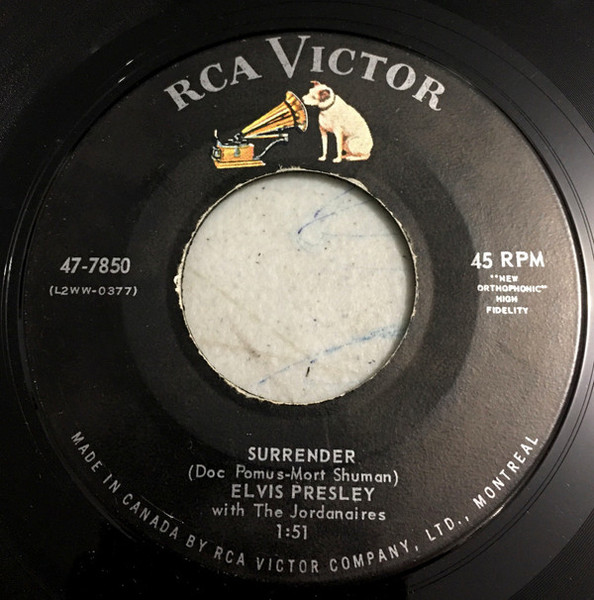 RCA VICTOR
47-7850
(L2WW-0377)
45 RPM
"NEW
ORTHOPHONIC"
HIGH
FIDELITY
SURRENDER
(Doc Pomus-Mort Shuman)
ELVIS PRESLEY
with The Jordanaires
1:51
MADE IN CANADA BY RCA VICTOR COMPANY, LTD., MONTREAL